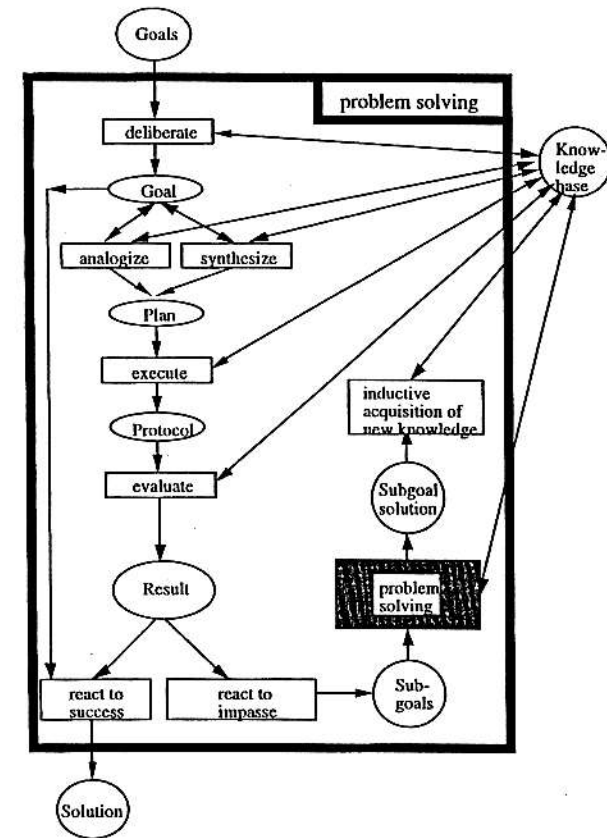 Goals
problem solving
deliberate
Know-
ledge
base
Goal
analogize
synthesize
Plan
execute
inductive
acquisition of
new knowledge
Protocol
evaluate
Subgoal
solution
Result
problem
solving
react to
success
react to
impasse
Sub-
goals
Solution